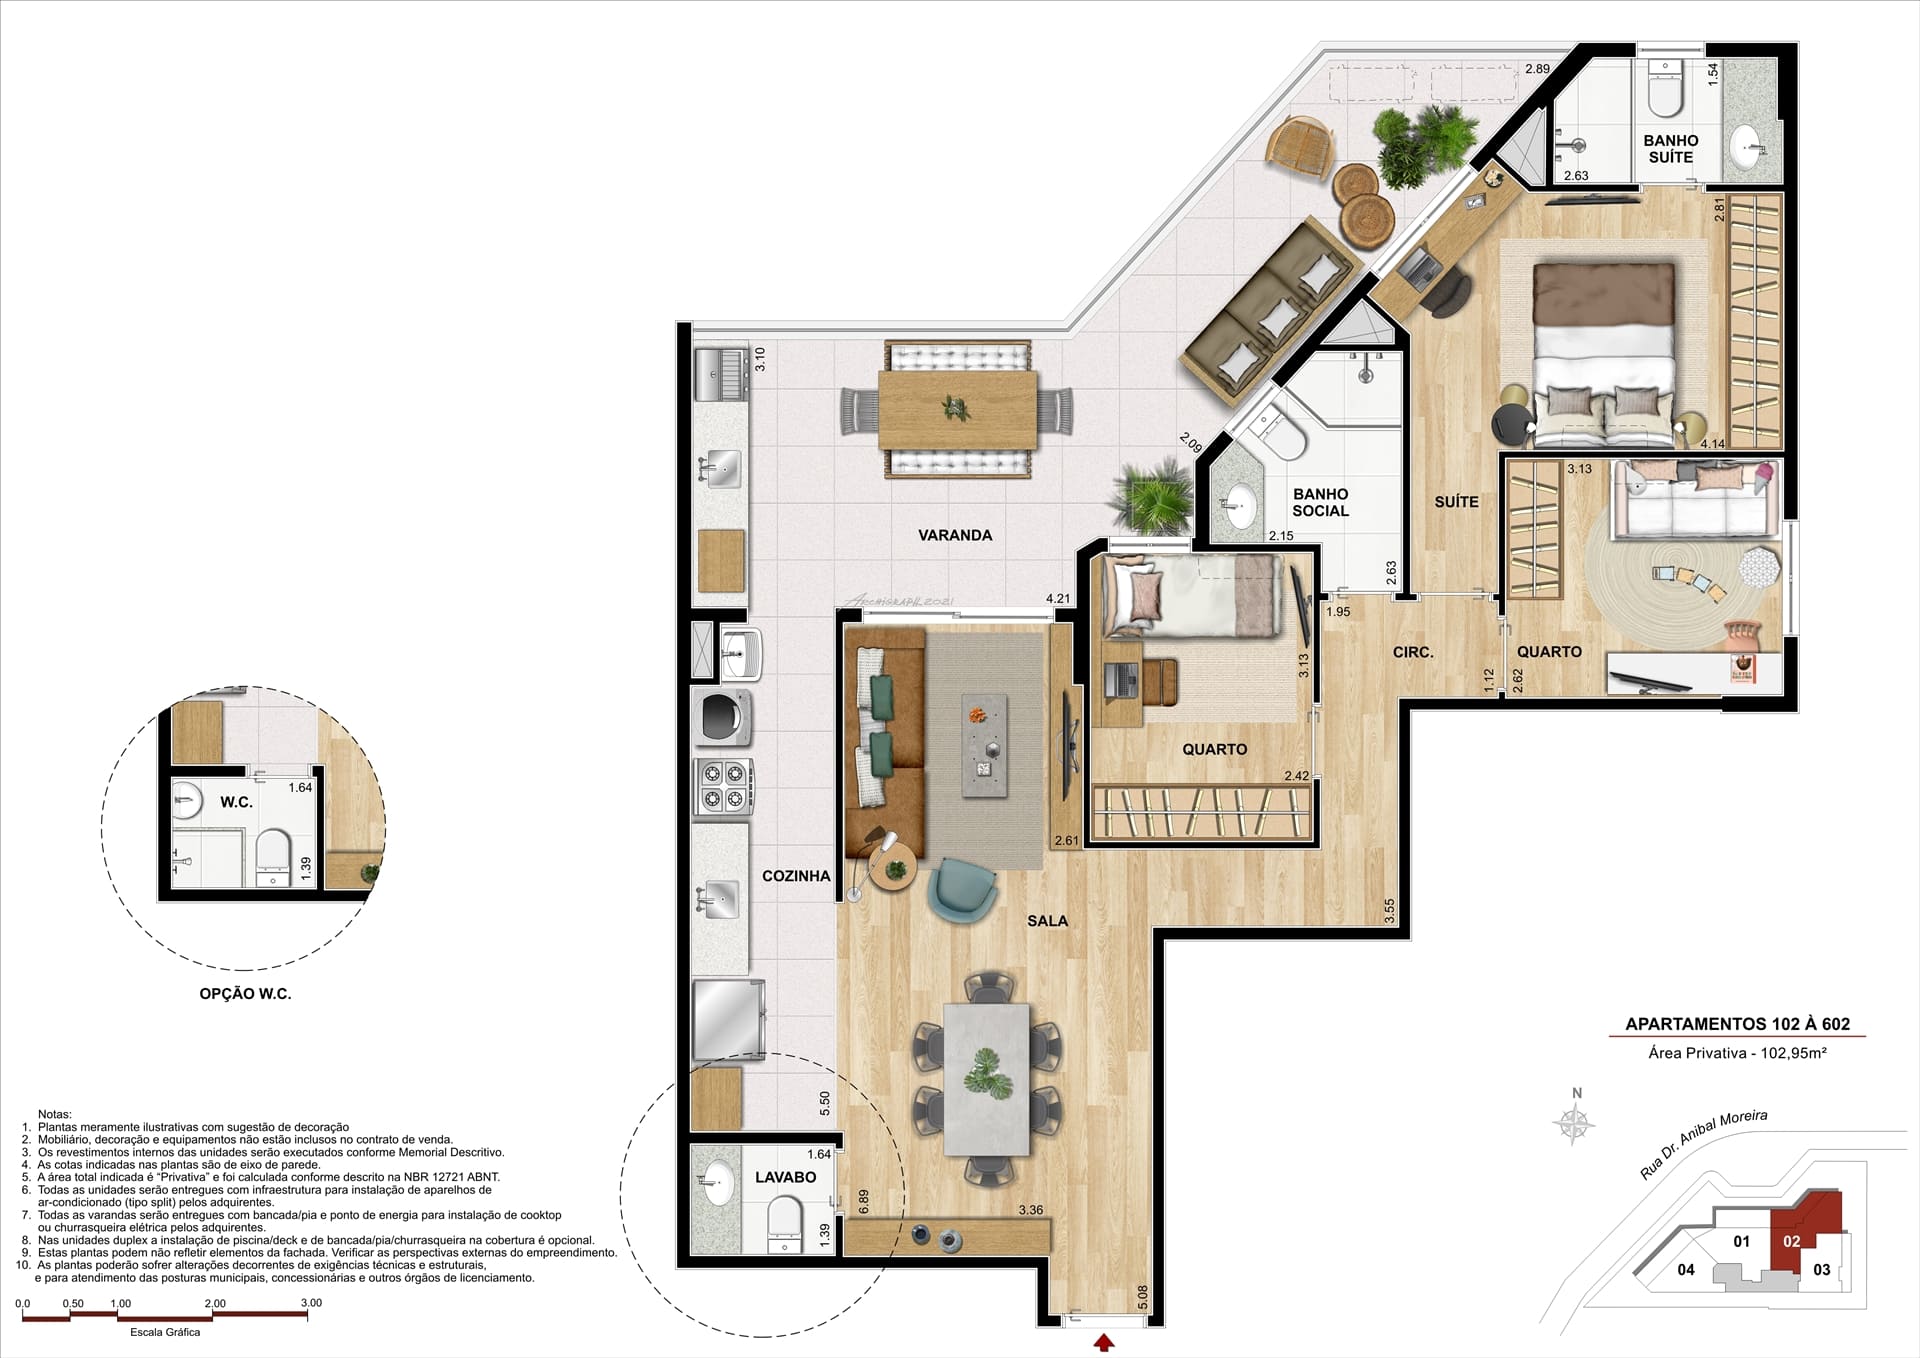 2.89
1.54
BANHO
SUÍTE
2.63
2.81
3.10
4.14
2.09
3.13
VARANDA
BANHO
SOCIAL
2.15
SUÍTE
2.63
ARCHIGRAPH 2021
4.21
1.95
3.13
CIRC.
QUARTO
1.12
2.62
QUARTO
2.42
W.C.
1.64
1.39
OPÇÃO W.C.
2.61
COZINHA
SALA
3.55
5.50
1.64
LAVABO
1.39
6.89
3.36
5.08
APARTAMENTOS 102 À 602
Área Privativa - 102,95m²
N
Rua Dr. Anibal Moreira
01
02
03
04
Notas:
1. Plantas meramente ilustrativas com sugestão de decoração
2. Mobiliário, decoração e equipamentos não estão inclusos no contrato de venda.
3. Os revestimentos internos das unidades serão executados conforme Memorial Descritivo.
4. As cotas indicadas nas plantas são de eixo de parede.
5. A área total indicada é “Privativa” e foi calculada conforme descrito na NBR 12721 ABNT.
6. Todas as unidades serão entregues com infraestrutura para instalação de aparelhos de
ar-condicionado (tipo split) pelos adquirentes.
7. Todas as varandas serão entregues com bancada/pia e ponto de energia para instalação de cooktop
ou churrasqueira elétrica pelos adquirentes.
8. Nas unidades duplex a instalação de piscina/deck e de bancada/pia/churrasqueira na cobertura é opcional.
9. Estas plantas podem não refletir elementos da fachada. Verificar as perspectivas externas do empreendimento.
10. As plantas poderão sofrer alterações decorrentes de exigências técnicas e estruturais,
e para atendimento das posturas municipais, concessionárias e outros órgãos de licenciamento.
0.0 0.50 1.00 2.00 3.00
Escala Gráfica